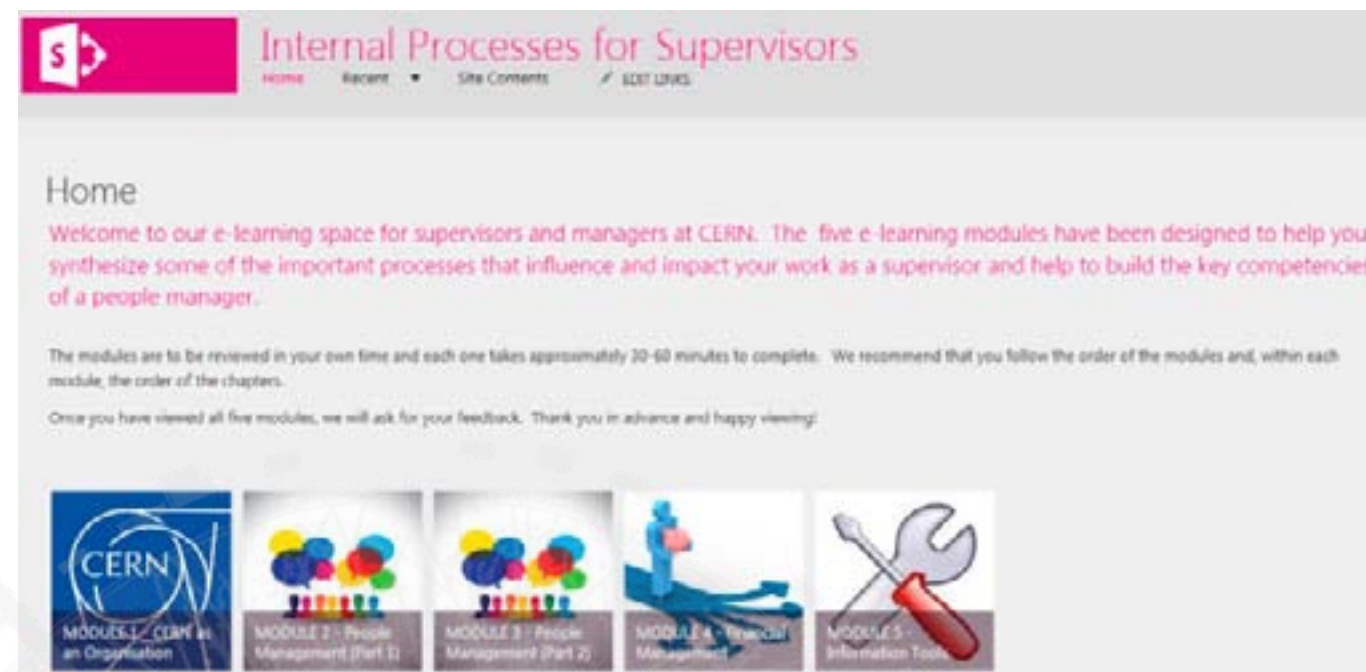 S
Internal Processes for Supervisors
Home Recent Site Contents EDIT LINKS
Home
Welcome to our e-learning space for supervisors and managers at CERN. The five e-learning modules have been designed to help you
synthesize some of the important processes that influence and impact your work as a supervisor and help to build the key competencies
of a people manager.
The modules are to be reviewed in your own time and each one takes approximately 30-60 minutes to complete. We recommend that you follow the order of the modules and, within each
module, the order of the chapters.
Once you have viewed all five modules, we will ask for your feedback. Thank you in advance and happy viewing!
CERN
MODULE 1 - CERN as
an Organisation
MODULE 2 - People
Management (Part 1)
MODULE 3 - People
Management (Part 2)
MODULE 4 - Financial
Management
MODULE 5 -
Information Tools